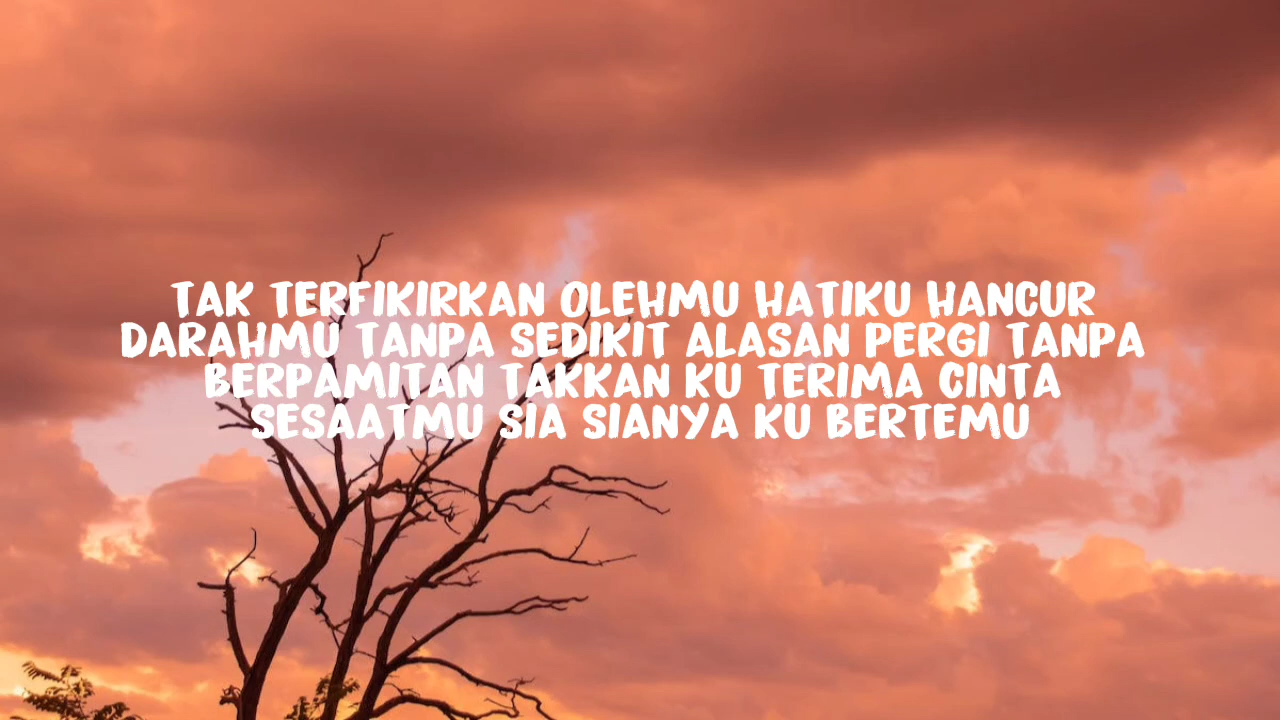 TAK TERFIKIRKAN OLEHMU HATIKU HANCUR
DARAHMU TANPA SEDIKIT ALASAN PERGI TANPA
BERPAMITAN TAKKAN KU TERIMA CINTA
SESAATMU SIA SIANYA KU BERTEMU